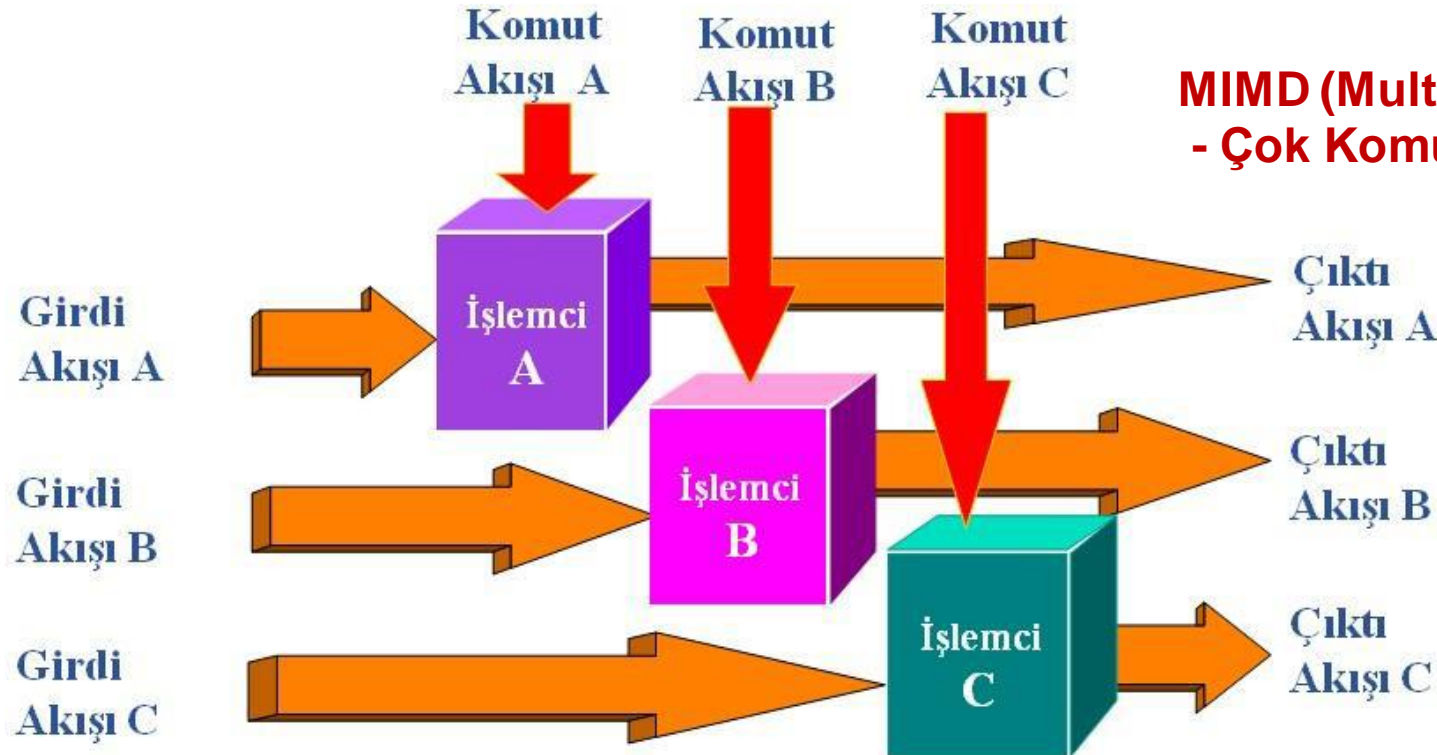 Komut
Akışı A
Komut
Akışı B
Komut
Akışı C
MIMD (Mult
- Çok Komu
Girdi
Akışı A
İşlemci
A
Çıktı
Akışı A
Girdi
Akışı B
İşlemci
B
Çıktı
Akışı B
Girdi
Akışı C
İşlemci
C
Çıktı
Akışı C